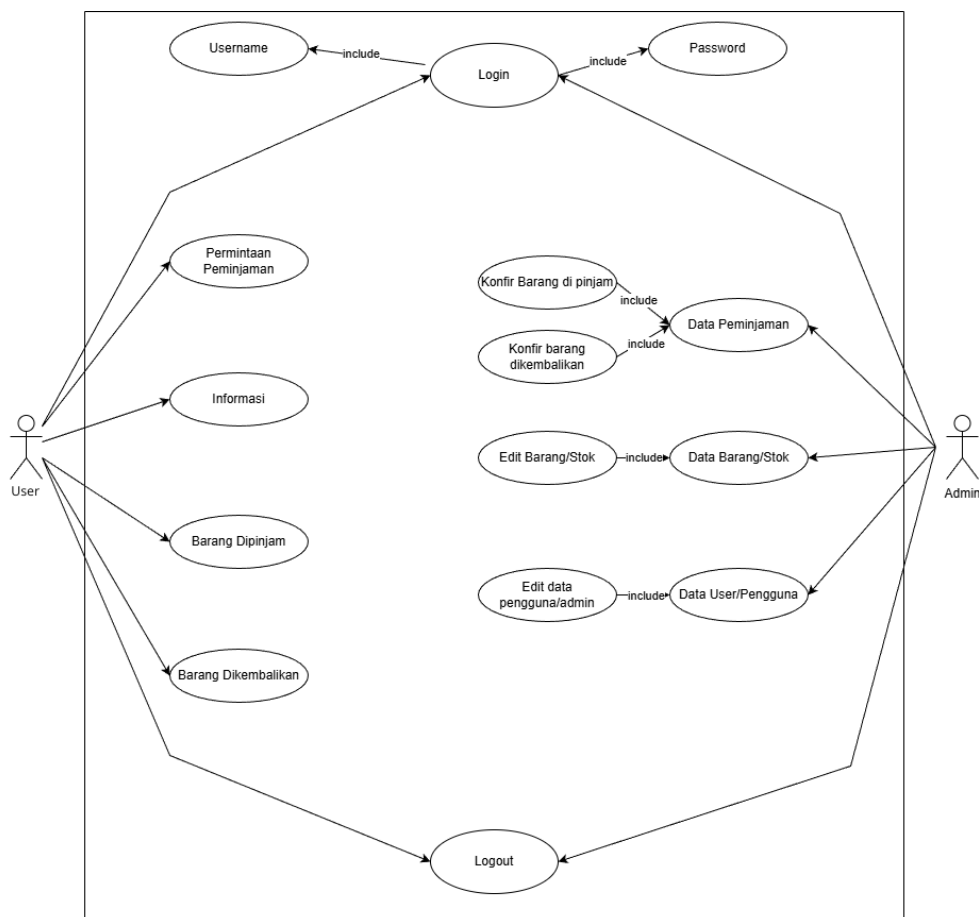 Username
include
Login
include
Password
Permintaan
Peminjaman
Konfir Barang di pinjam
include
Data Peminjaman
include
Konfir barang
dikembalikan
Informasi
Edit Barang/Stok
include
Data Barang/Stok
User
Admin
Barang Dipinjam
Edit data
pengguna/admin
include
Data User/Pengguna
Barang Dikembalikan
Logout